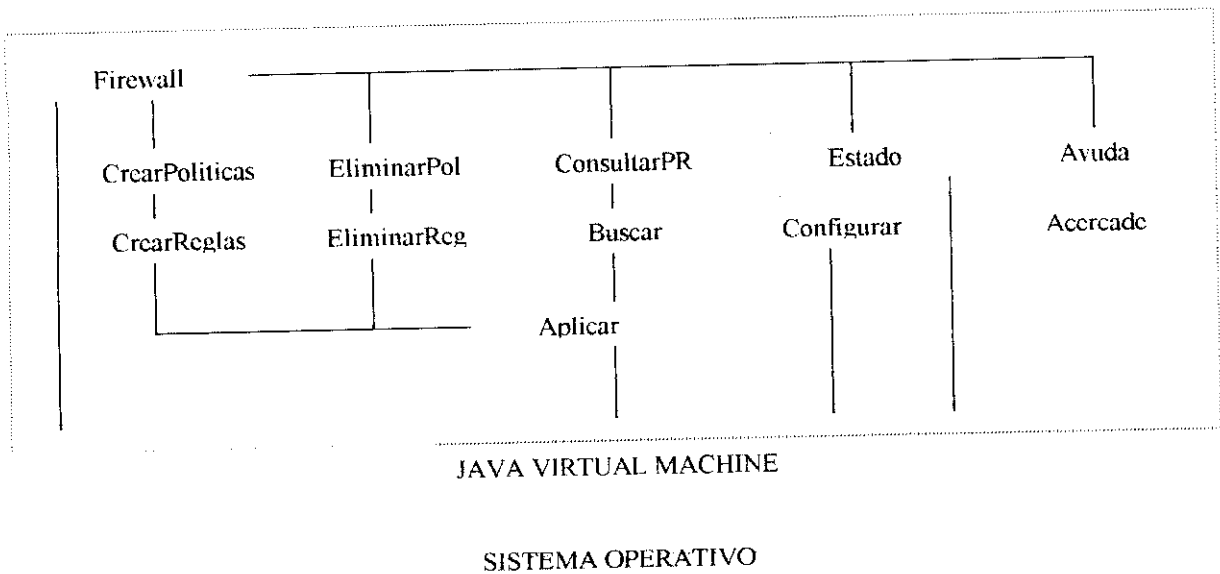 Firewall
CrearPoliticas EliminarPol ConsultarPR Estado Ayuda
CrearReglas EliminarReg Buscar Configurar Acercade
Aplicar
JAVA VIRTUAL MACHINE
SISTEMA OPERATIVO